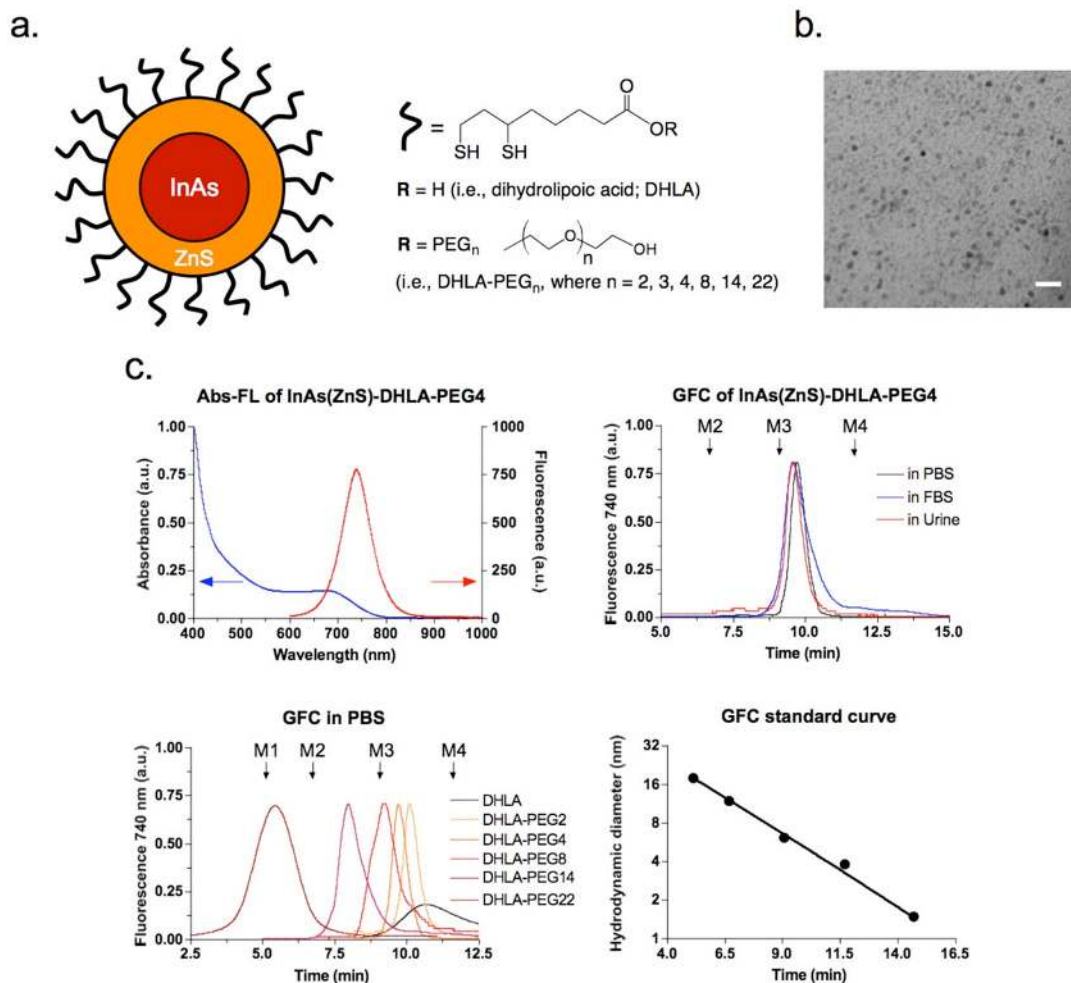 a.
InAs
ZnS
=
O
OR
SH
SH
R = H (i.e., dihydrolipoic acid; DHLA)
R = PEGn
O
n
OH
(i.e., DHLA-PEGn, where n = 2, 3, 4, 8, 14, 22)
b.
c.
Abs-FL of InAs(ZnS)-DHLA-PEG4
Absorbance (a.u.)
1.00
0.75
0.50
0.25
0.00
400
500
600
700
800
900
1000
Wavelength (nm)
1000
750
500
250
0
Fluorescence (a.u.)
GFC of InAs(ZnS)-DHLA-PEG4
M2
M3
M4
Fluorescence 740 nm (a.u.)
1.00
0.75
0.50
0.25
0.00
in PBS
in FBS
in Urine
5.0
7.5
10.0
12.5
15.0
Time (min)
GFC in PBS
M1
M2
M3
M4
Fluorescence 740 nm (a.u.)
1.00
0.75
0.50
0.25
0.00
DHLA
DHLA-PEG2
DHLA-PEG4
DHLA-PEG8
DHLA-PEG14
DHLA-PEG22
2.5
5.0
7.5
10.0
12.5
Time (min)
GFC standard curve
Hydrodynamic diameter (nm)
32
16
8
4
2
1
4.0
6.5
9.0
11.5
14.0
16.5
Time (min)